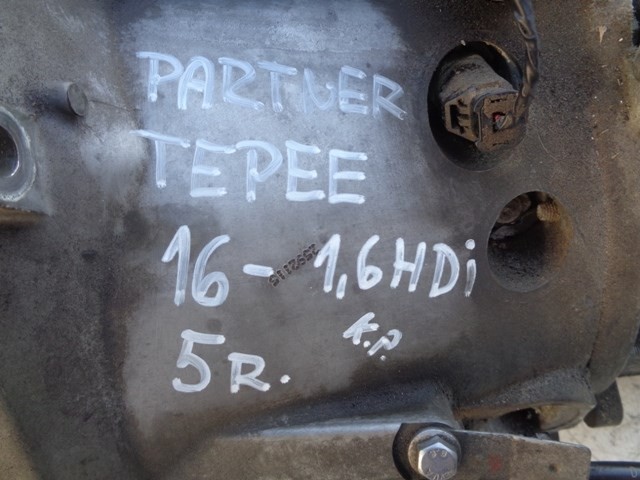 PARTNER
TEPEE
16- 1,6HDi
5R. K.P.